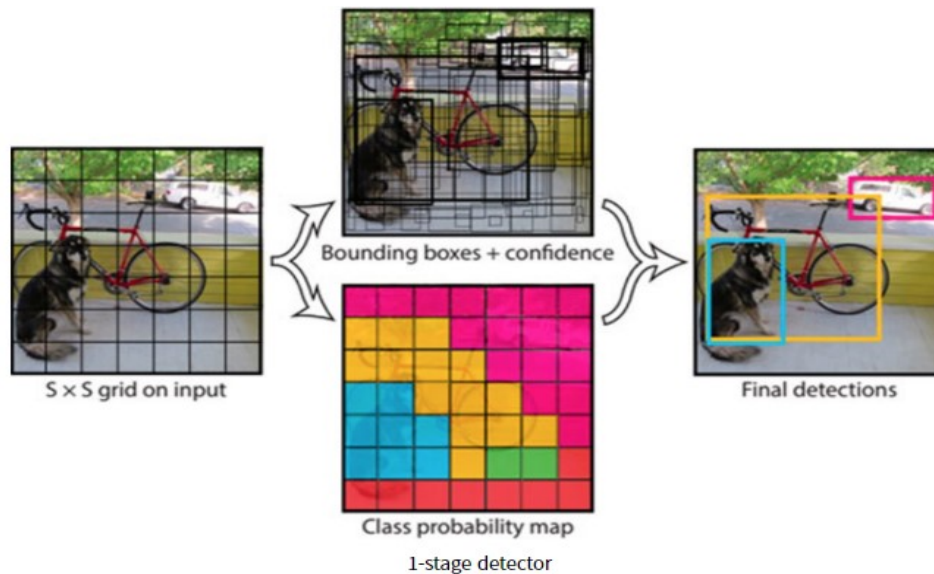 Bounding boxes + confidence
S × S grid on input
Final detections
Class probability map
1-stage detector